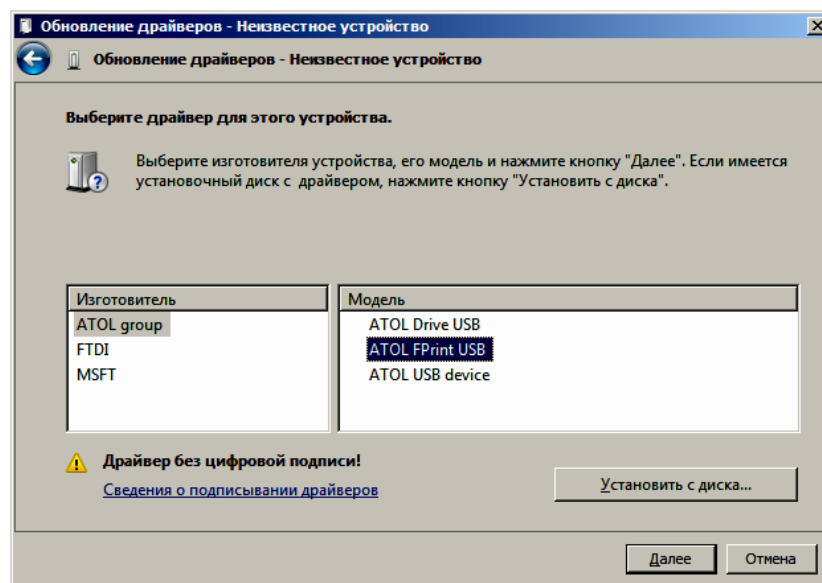 Обновление драйверов - Неизвестное устройство
Обновление драйверов - Неизвестное устройство
Выберите драйвер для этого устройства.
Выберите изготовителя устройства, его модель и нажмите кнопку "Далее". Если имеется
установочный диск с драйвером, нажмите кнопку "Установить с диска".
Изготовитель
ATOL group
FTDI
MSFT
Модель
ATOL Drive USB
ATOL FPrint USB
ATOL USB device
Драйвер без цифровой подписи!
Сведения о подписывании драйверов
Установить с диска...
Далее
Отмена